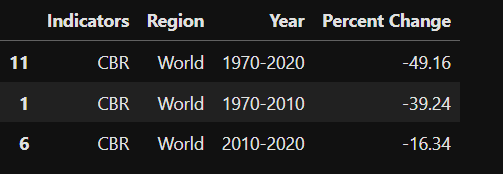 Indicators Region Year Percent Change
11 CBR World 1970-2020 -49.16
1 CBR World 1970-2010 -39.24
6 CBR World 2010-2020 -16.34